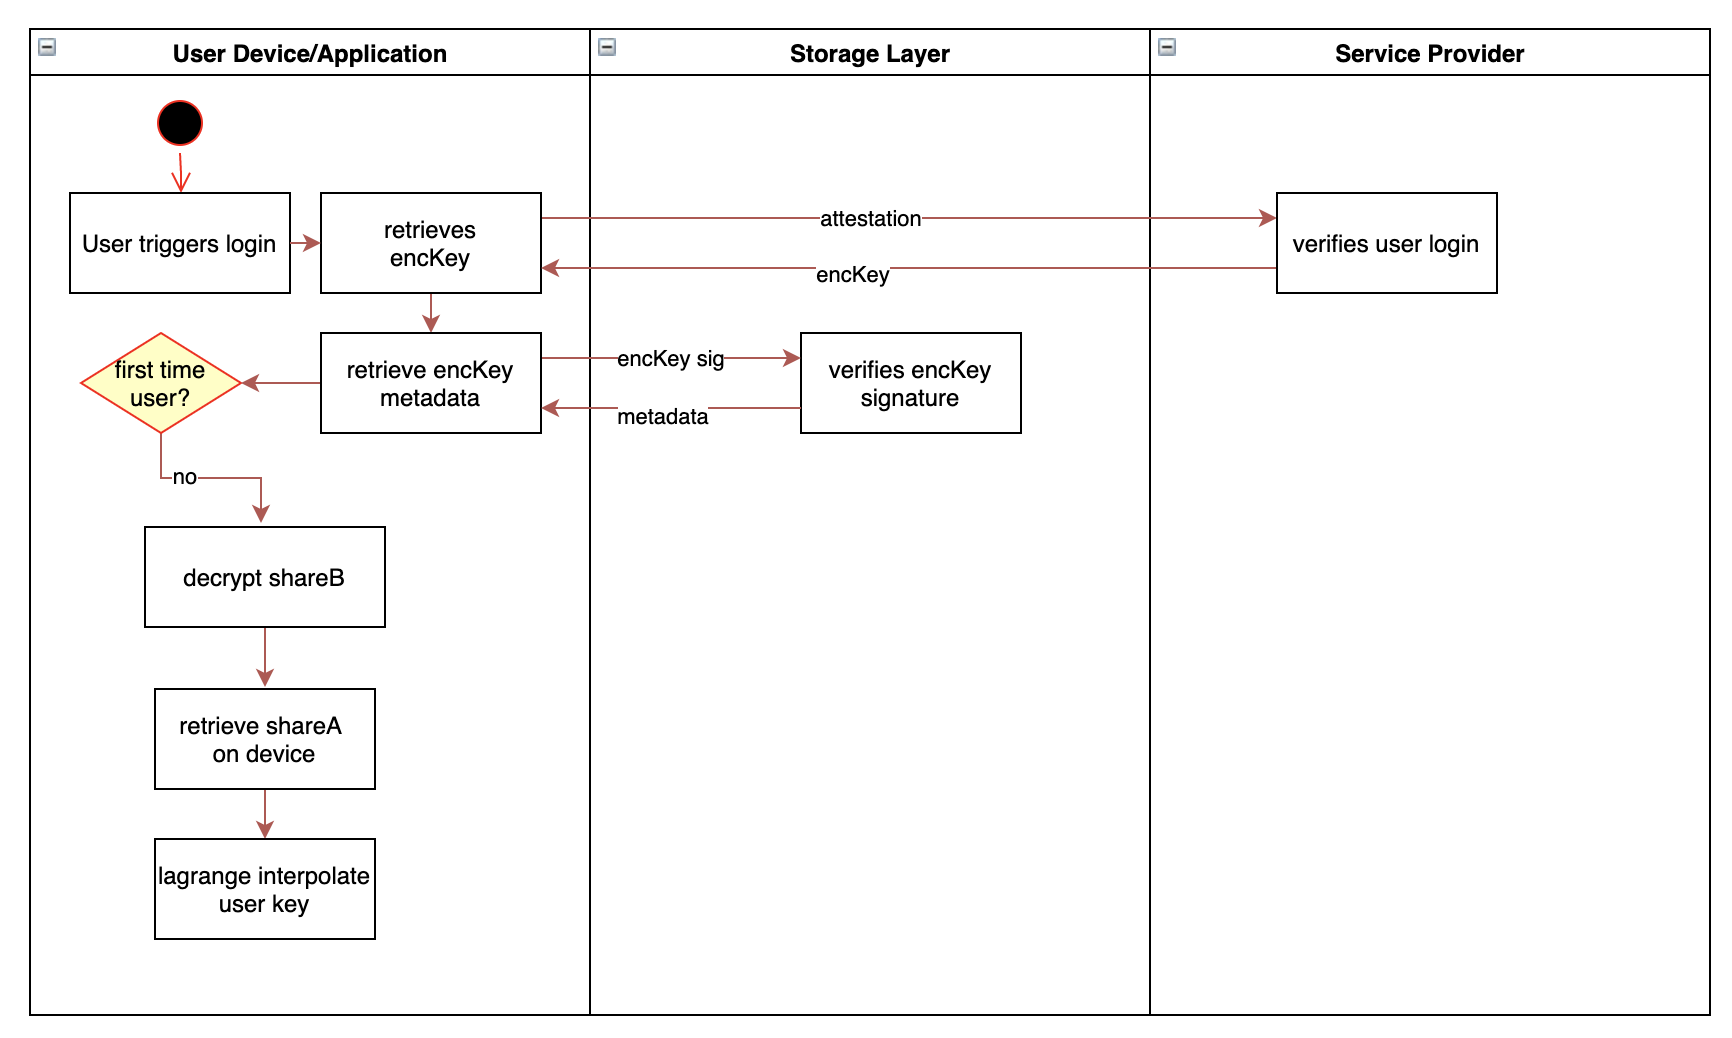 User Device/Application
Storage Layer
Service Provider
User triggers login
retrieves
encKey
attestation
encKey
verifies user login
first time
user?
retrieve encKey
metadata
encKey sig
metadata
verifies encKey
signature
no
decrypt shareB
retrieve shareA
on device
lagrange interpolate
user key